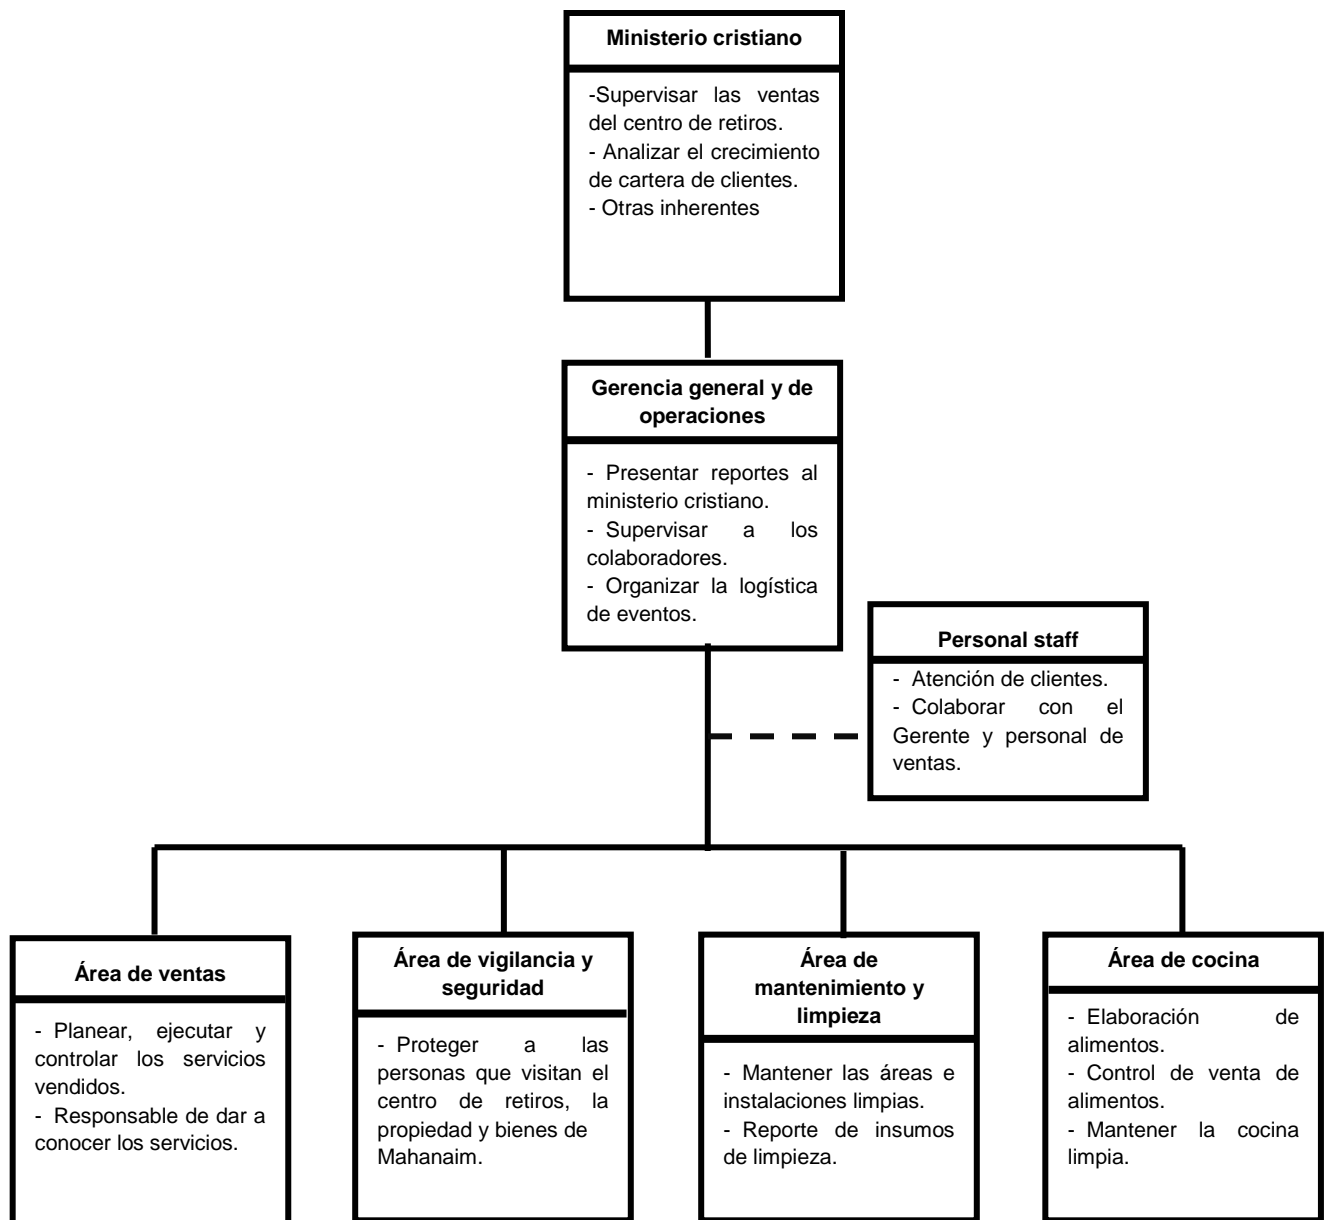 Ministerio cristiano
-Supervisar las ventas
del centro de retiros.
- Analizar el crecimiento
de cartera de clientes.
- Otras inherentes
Gerencia general y de
operaciones
- Presentar reportes al
ministerio cristiano.
- Supervisar a los
colaboradores.
- Organizar la logística
de eventos.
Personal staff
- Atención de clientes.
- Colaborar con el
Gerente y personal de
ventas.
Área de ventas
- Planear, ejecutar y
controlar los servicios
vendidos.
- Responsable de dar a
conocer los servicios.
Área de vigilancia y
seguridad
- Proteger a las
personas que visitan el
centro de retiros, la
propiedad y bienes de
Mahanaim.
Área de
mantenimiento y
limpieza
- Mantener las áreas e
instalaciones limpias.
- Reporte de insumos
de limpieza.
Área de cocina
- Elaboración de
alimentos.
- Control de venta de
alimentos.
- Mantener la cocina
limpia.